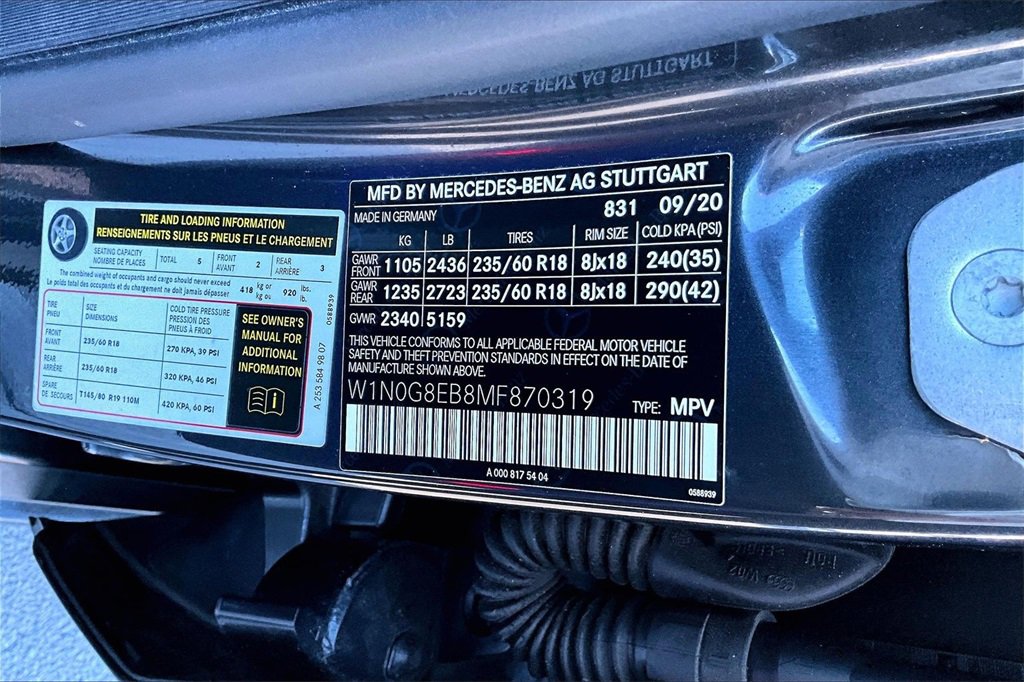 TIRE AND LOADING INFORMATION
RENSEIGNEMENTS SUR LES PNEUS ET LE CHARGEMENT
SEATING CAPACITY
NOMBRE DE PLACES
TOTAL 5
FRONT
AVANT 2
REAR
ARRIÈRE 3
The combined weight of occupants and cargo should never exceed
Le poids total des occupants et du chargement ne doit jamais dépasser
418 kg or
kg ou
920 lbs.
lb.
TIRE
PNEU
SIZE
DIMENSIONS
COLD TIRE PRESSURE
PRESSION DES
PNEUS À FROID
FRONT
AVANT
235/60 R18
270 KPA, 39 PSI
REAR
ARRIÈRE
235/60 R18
320 KPA, 46 PSI
SPARE
DE SECOURS
T145/80 R19 110M
420 KPA, 60 PSI
SEE OWNER'S
MANUAL FOR
ADDITIONAL
INFORMATION
A 253 584 98 07
0588939
MFD BY MERCEDES-BENZ AG STUTTGART
MADE IN GERMANY 831 09/20
KG LB TIRES RIM SIZE COLD KPA(PSI)
GAWR
FRONT 1105 2436 235/60 R18 8Jx18 240(35)
GAWR
REAR 1235 2723 235/60 R18 8Jx18 290(42)
GVWR 2340 5159
THIS VEHICLE CONFORMS TO ALL APPLICABLE FEDERAL MOTOR VEHICLE
SAFETY AND THEFT PREVENTION STANDARDS IN EFFECT ON THE DATE OF
MANUFACTURE SHOWN ABOVE.
W1N0G8EB8MF870319 TYPE: MPV
A 000 817 54 04
0588939